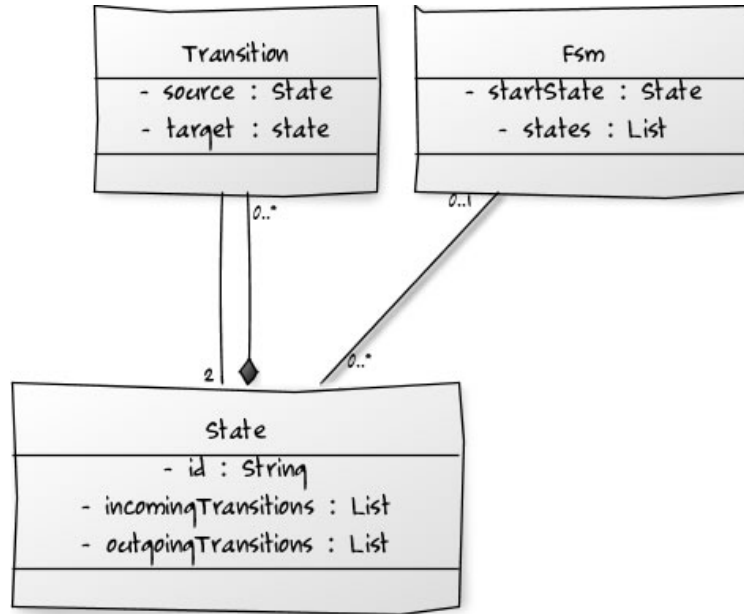 Transition
- source : State
- target : state
Fsm
- startState : State
- states : List
0..*
0..1
2
0..*
State
- id : String
- incomingTransitions : List
- outgoingTransitions : List